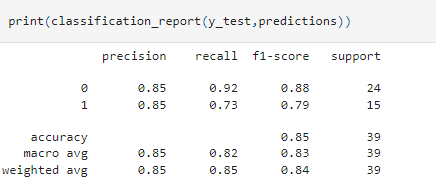 print(classification_report(y_test,predictions))
precision recall f1-score support
0 0.85 0.92 0.88 24
1 0.85 0.73 0.79 15
accuracy 0.85 39
macro avg 0.85 0.82 0.83 39
weighted avg 0.85 0.85 0.84 39